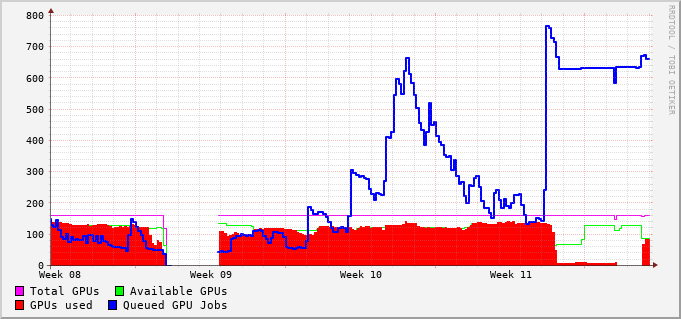 800
700
600
500
400
300
200
100
0
Week 08 Week 09 Week 10 Week 11
Total GPUs Available GPUs
GPUs used Queued GPU Jobs
RRDTOOL / TOBI OETIKER